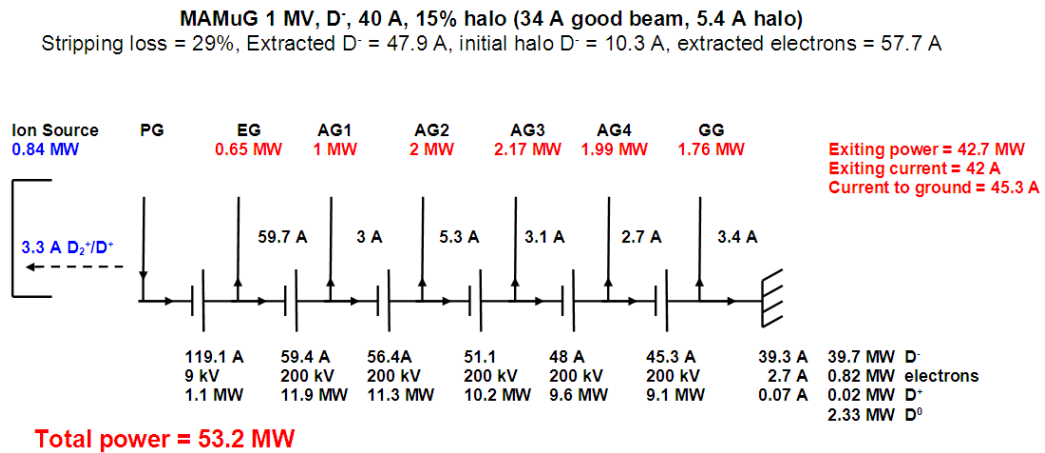 MAMuG 1 MV, D⁻, 40 A, 15% halo (34 A good beam, 5.4 A halo)
Stripping loss = 29%, Extracted D⁻ = 47.9 A, initial halo D⁻ = 10.3 A, extracted electrons = 57.7 A
Ion Source PG EG AG1 AG2 AG3 AG4 GG
0.84 MW 0.65 MW 1 MW 2 MW 2.17 MW 1.99 MW 1.76 MW Exiting power = 42.7 MW
Exiting current = 42 A
Current to ground = 45.3 A
3.3 A D₂⁺/D⁺ 59.7 A 3 A 5.3 A 3.1 A 2.7 A 3.4 A
119.1 A 59.4 A 56.4A 51.1 48 A 45.3 A 39.3 A 39.7 MW D⁻
9 kV 200 kV 200 kV 200 kV 200 kV 200 kV 2.7 A 0.82 MW electrons
1.1 MW 11.9 MW 11.3 MW 10.2 MW 9.6 MW 9.1 MW 0.07 A 0.02 MW D⁺
2.33 MW D⁰
Total power = 53.2 MW